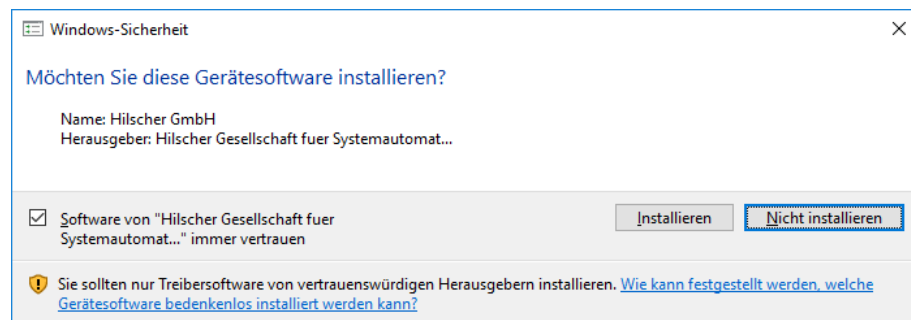 Windows-Sicherheit
Möchten Sie diese Gerätesoftware installieren?
Name: Hilscher GmbH
Herausgeber: Hilscher Gesellschaft fuer Systemautomat...
Software von "Hilscher Gesellschaft fuer
Systemautomat..." immer vertrauen
Installieren
Nicht installieren
Sie sollten nur Treibersoftware von vertrauenswürdigen Herausgebern installieren. Wie kann festgestellt werden, welche
Gerätesoftware bedenkenlos installiert werden kann?